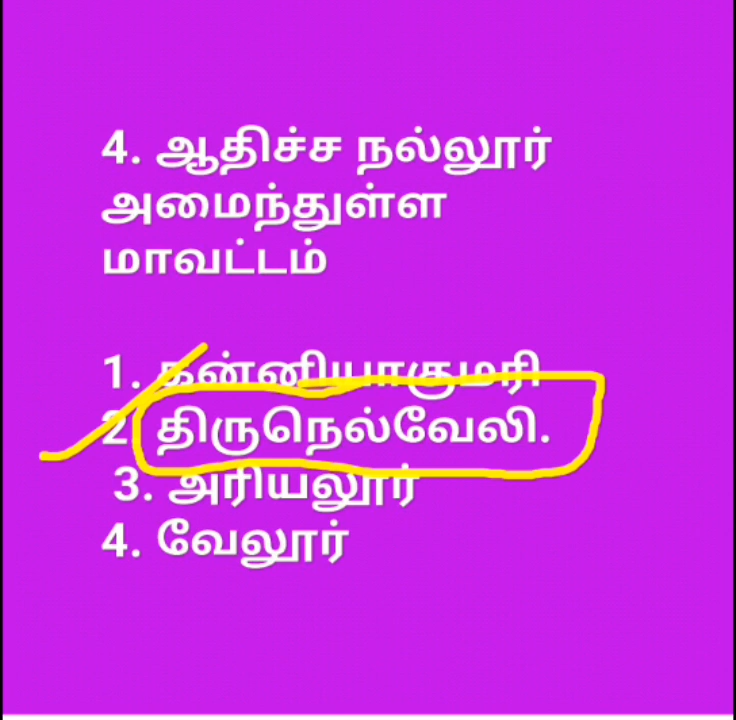 4. ஆதிச்ச நல்லூர்
அமைந்துள்ள
மாவட்டம்
1. கன்னியாகுமரி
2 திருநெல்வேலி.
3. அரியலூர்
4. வேலூர்